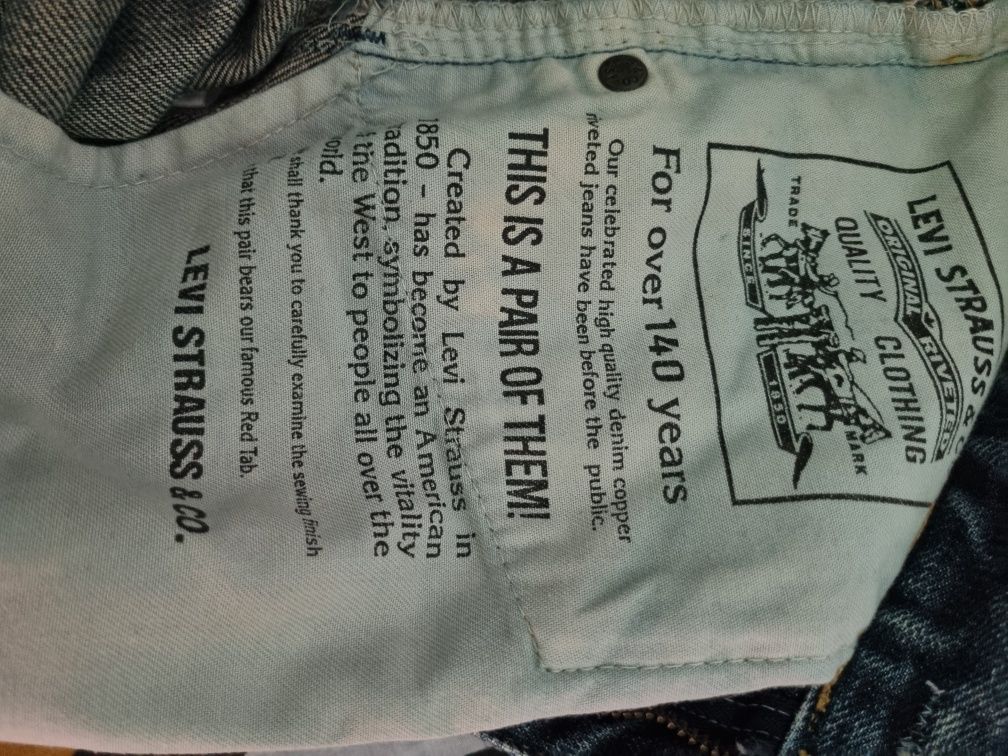 LEVI STRAUSS & C
ORIGINAL RIVETED
QUALITY CLOTHING
TRADE MARK
SINCE 1850
For over 140 years
Our celebrated high quality denim copper
riveted jeans have been before the public.
THIS IS A PAIR OF THEM!
Created by Levi Strauss in
1850 - has become an American
adition, symbolizing the vitality
the West to people all over the
orld.
shall thank you to carefully examine the sewing finish
that this pair bears our famous Red Tab.
LEVI STRAUSS & CO.